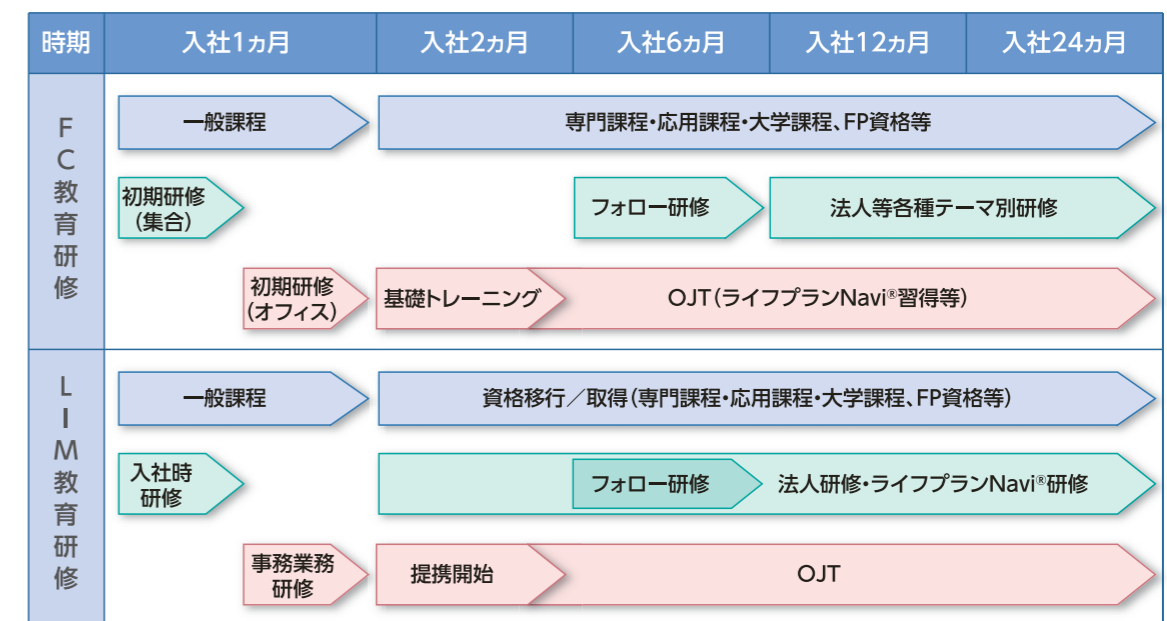 時期
入社1ヵ月
入社2ヵ月
入社6ヵ月
入社12ヵ月
入社24ヵ月
FC教育研修
一般課程
専門課程・応用課程・大学課程、FP資格等
初期研修
(集合)
フォロー研修
法人等各種テーマ別研修
初期研修
(オフィス)
基礎トレーニング
OJT(ライフプランNavi®習得等)
LIM教育研修
一般課程
資格移行/取得(専門課程・応用課程・大学課程、FP資格等)
入社時
研修
フォロー研修
法人研修・ライフプランNavi®研修
事務業務
研修
提携開始
OJT